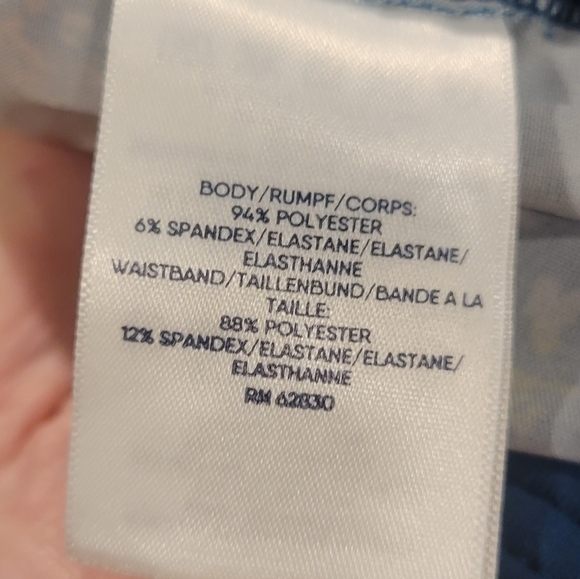 BODY/RUMPF/CORPS:
94% POLYESTER
6% SPANDEX/ELASTANE/ELASTANE/
ELASTHANNE
WAISTBAND/TAILLENBUND/BANDE A LA
TAILLE:
88% POLYESTER
12% SPANDEX/ELASTANE/ELASTANE/
ELASTHANNE
RN 62830